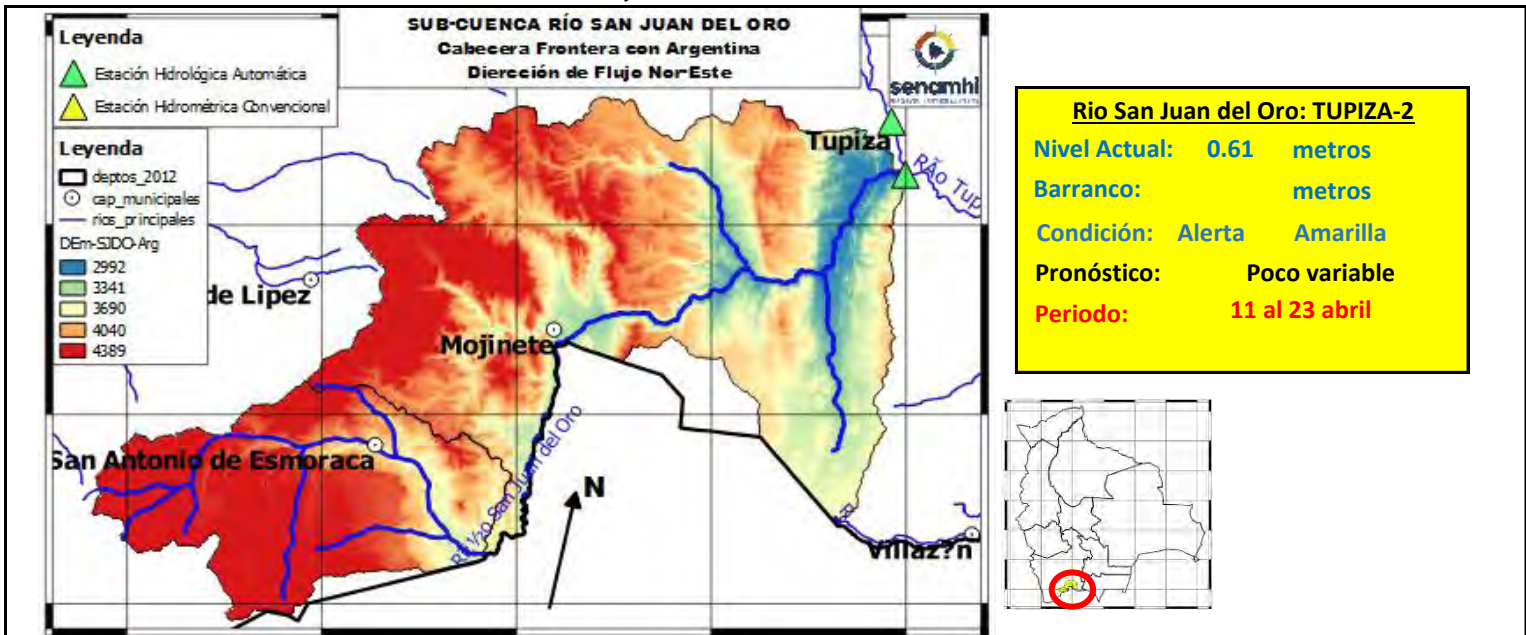 SUB-CUENCA RÍO SAN JUAN DEL ORO
Cabecera Frontera con Argentina
Diercción de Flujo Nor-Este
Leyenda
Estación Hidrológica Automática
Estación Hidrométrica Convencional
Leyenda
deptos_2012
cap_municipales
rios_principales
DEm-SJDO-Arg
2992
3341
3690
4040
4389
senamhi
Tupiza
RÃo Tup
de Lipez
Mojinete
San Antonio de Esmoraca
San Juan del Oro
N
Villaz?n
Rio San Juan del Oro: TUPIZA-2
Nivel Actual: 0.61 metros
Barranco: metros
Condición: Alerta Amarilla
Pronóstico: Poco variable
Periodo: 11 al 23 abril